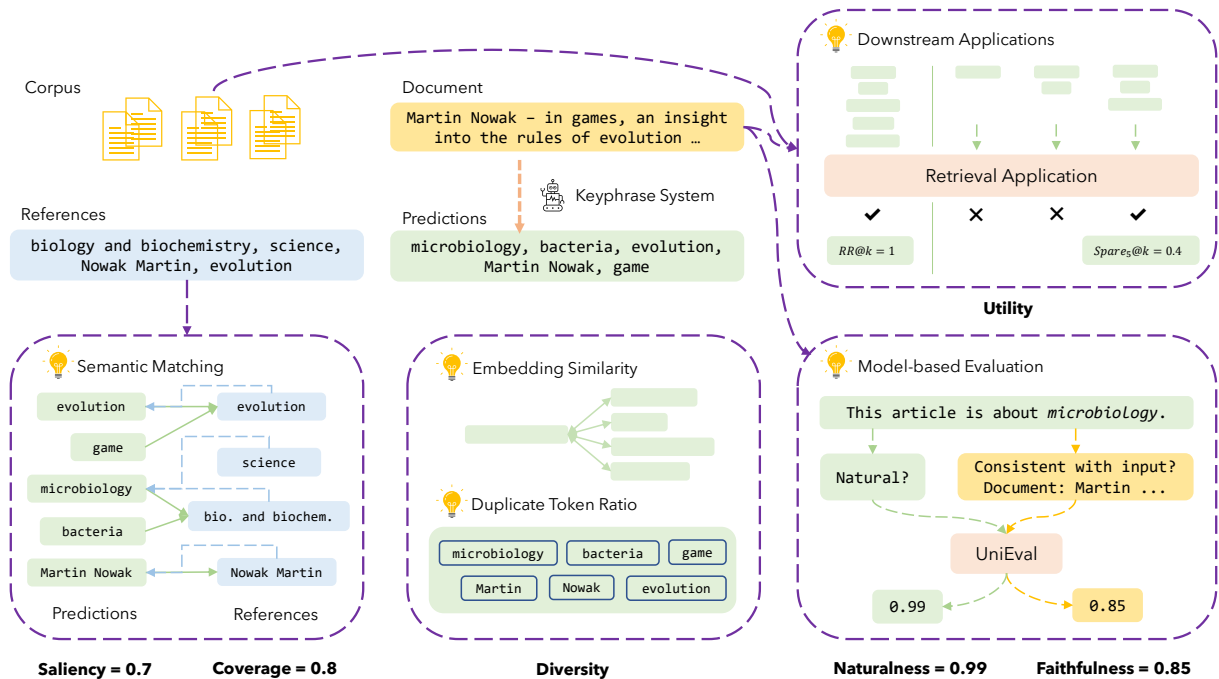 Corpus
Document
Martin Nowak – in games, an insight
into the rules of evolution …
Keyphrase System
References
biology and biochemistry, science,
Nowak Martin, evolution
Predictions
microbiology, bacteria, evolution,
Martin Nowak, game
Downstream Applications
Retrieval Application
✔
✕
✕
✔
RR@k = 1
Spare₅@k = 0.4
Utility
Semantic Matching
evolution
evolution
game
science
microbiology
bio. and biochem.
bacteria
Martin Nowak
Nowak Martin
Predictions
References
Saliency = 0.7
Coverage = 0.8
Embedding Similarity
Duplicate Token Ratio
microbiology
bacteria
game
Martin
Nowak
evolution
Diversity
Model-based Evaluation
This article is about microbiology.
Natural?
Consistent with input?
Document: Martin ...
UniEval
0.99
0.85
Naturalness = 0.99
Faithfulness = 0.85